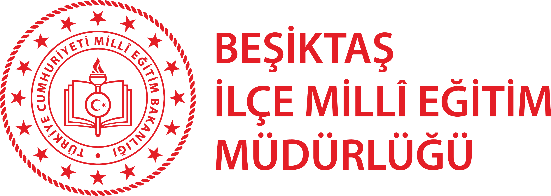 TÜRKİYE CUMHURİYETİ MİLLÎ EĞİTİM BAKANLIĞI
BEŞİKTAŞ
İLÇE MİLLÎ EĞİTİM
MÜDÜRLÜĞÜ